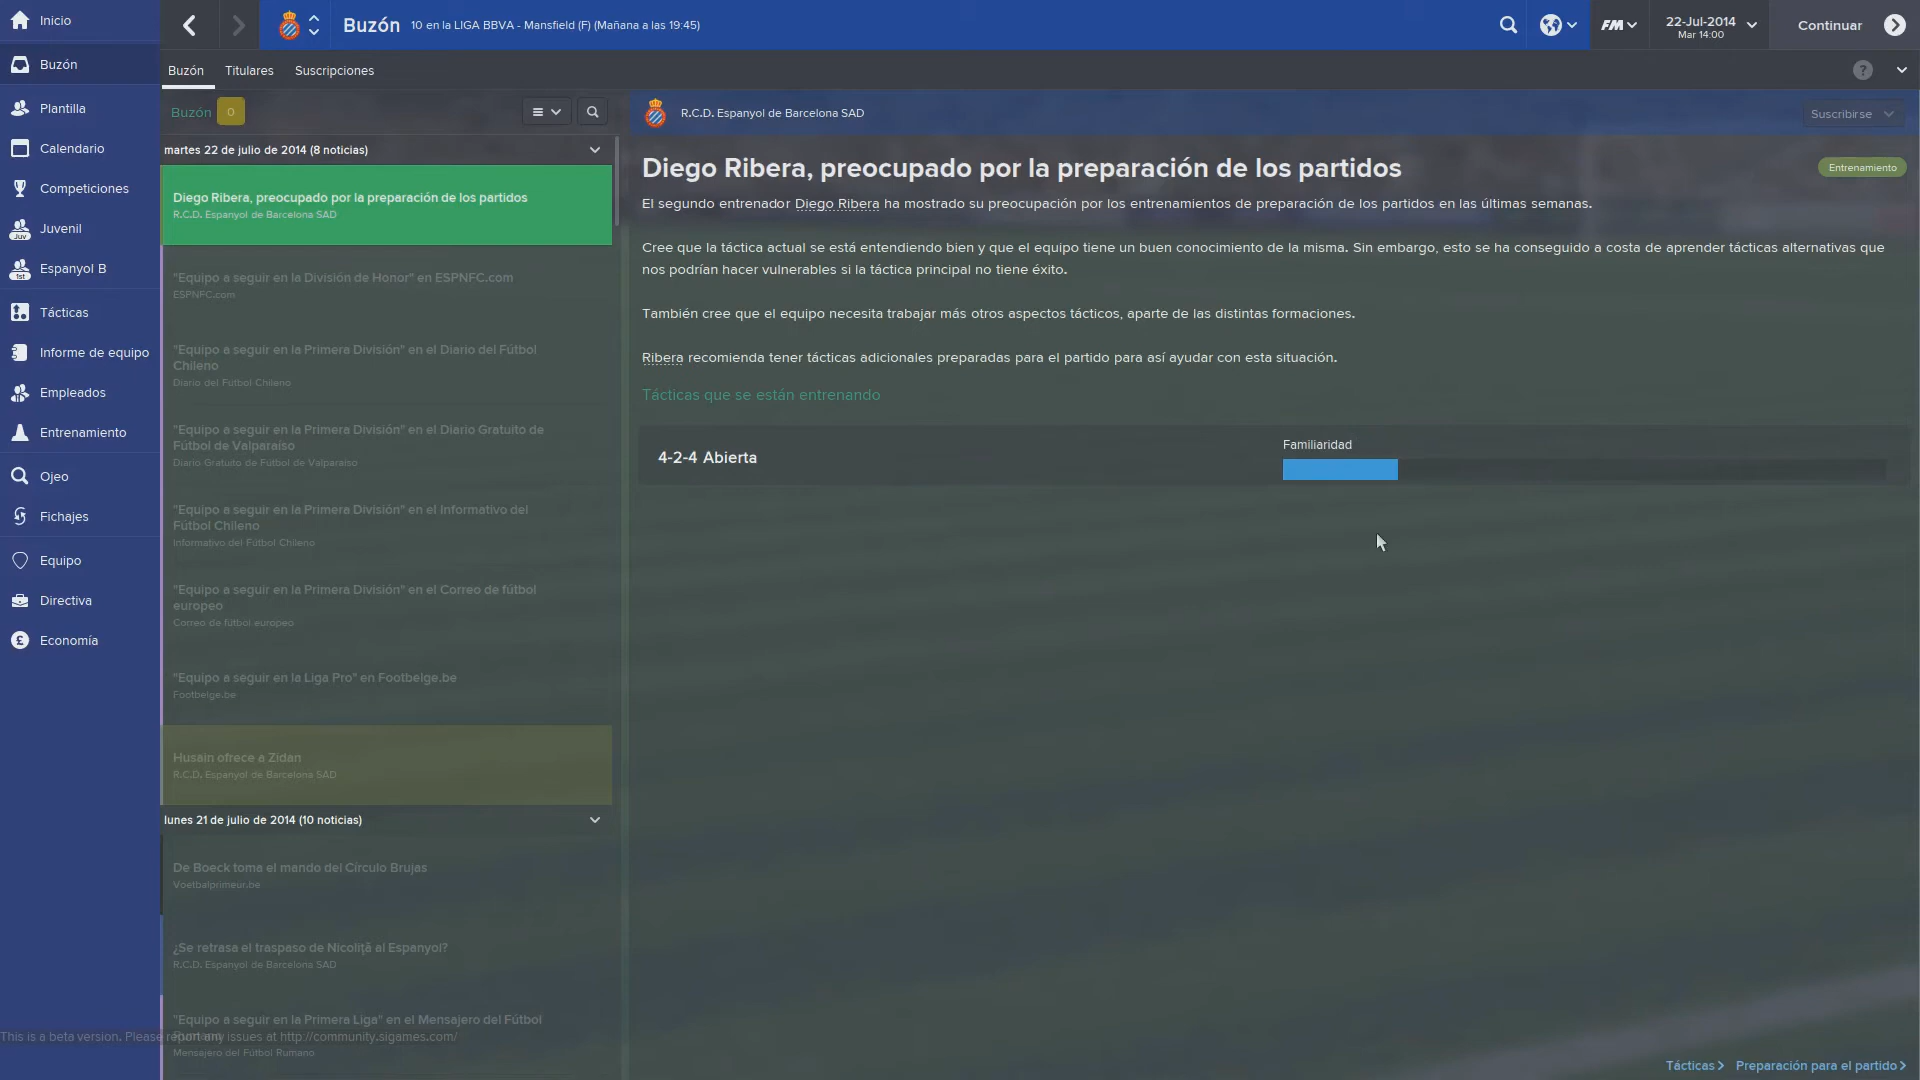 Inicio
Buzón
10 en la LIGA BBVA - Mansfield (F) (Mañana a las 19:45)
FM
22-Jul-2014
Mar 14:00
Continuar
Buzón
Plantilla
Calendario
Competiciones
Juvenil
Espanyol B
Tácticas
Informe de equipo
Empleados
Entrenamiento
Ojeo
Fichajes
Equipo
Directiva
Economía
Buzón
Titulares
Suscripciones
Buzón
0
martes 22 de julio de 2014 (8 noticias)
Diego Ribera, preocupado por la preparación de los partidos
R.C.D. Espanyol de Barcelona SAD
"Equipo a seguir en la División de Honor" en ESPNFC.com
ESPNFC.com
"Equipo a seguir en la Primera División" en el Diario del Fútbol
Chileno
Diario del Fútbol Chileno
"Equipo a seguir en la Primera División" en el Diario Gratuito de
Fútbol de Valparaíso
Diario Gratuito de Fútbol de Valparaíso
"Equipo a seguir en la Primera División" en el Informativo del
Fútbol Chileno
Informativo del Fútbol Chileno
"Equipo a seguir en la Primera División" en el Correo de fútbol
europeo
Correo de fútbol europeo
"Equipo a seguir en la Liga Pro" en Footbelge.be
Footbelge.be
Husain ofrece a Zidan
R.C.D. Espanyol de Barcelona SAD
lunes 21 de julio de 2014 (10 noticias)
De Boeck toma el mando del Círculo Brujas
Voetbalprimeur.be
¿Se retrasa el traspaso de Nicoliță al Espanyol?
R.C.D. Espanyol de Barcelona SAD
"Equipo a seguir en la Primera Liga" en el Mensajero del Fútbol
Mensajero del Fútbol Rumano
This is a beta version. Please report any issues at http://community.sigames.com/
R.C.D. Espanyol de Barcelona SAD
Suscribirse
Diego Ribera, preocupado por la preparación de los partidos
Entrenamiento
El segundo entrenador Diego Ribera ha mostrado su preocupación por los entrenamientos de preparación de los partidos en las últimas semanas.
Cree que la táctica actual se está entendiendo bien y que el equipo tiene un buen conocimiento de la misma. Sin embargo, esto se ha conseguido a costa de aprender tácticas alternativas que
nos podrían hacer vulnerables si la táctica principal no tiene éxito.
También cree que el equipo necesita trabajar más otros aspectos tácticos, aparte de las distintas formaciones.
Ribera recomienda tener tácticas adicionales preparadas para el partido para así ayudar con esta situación.
Tácticas que se están entrenando
4-2-4 Abierta
Familiaridad
Tácticas
Preparación para el partido